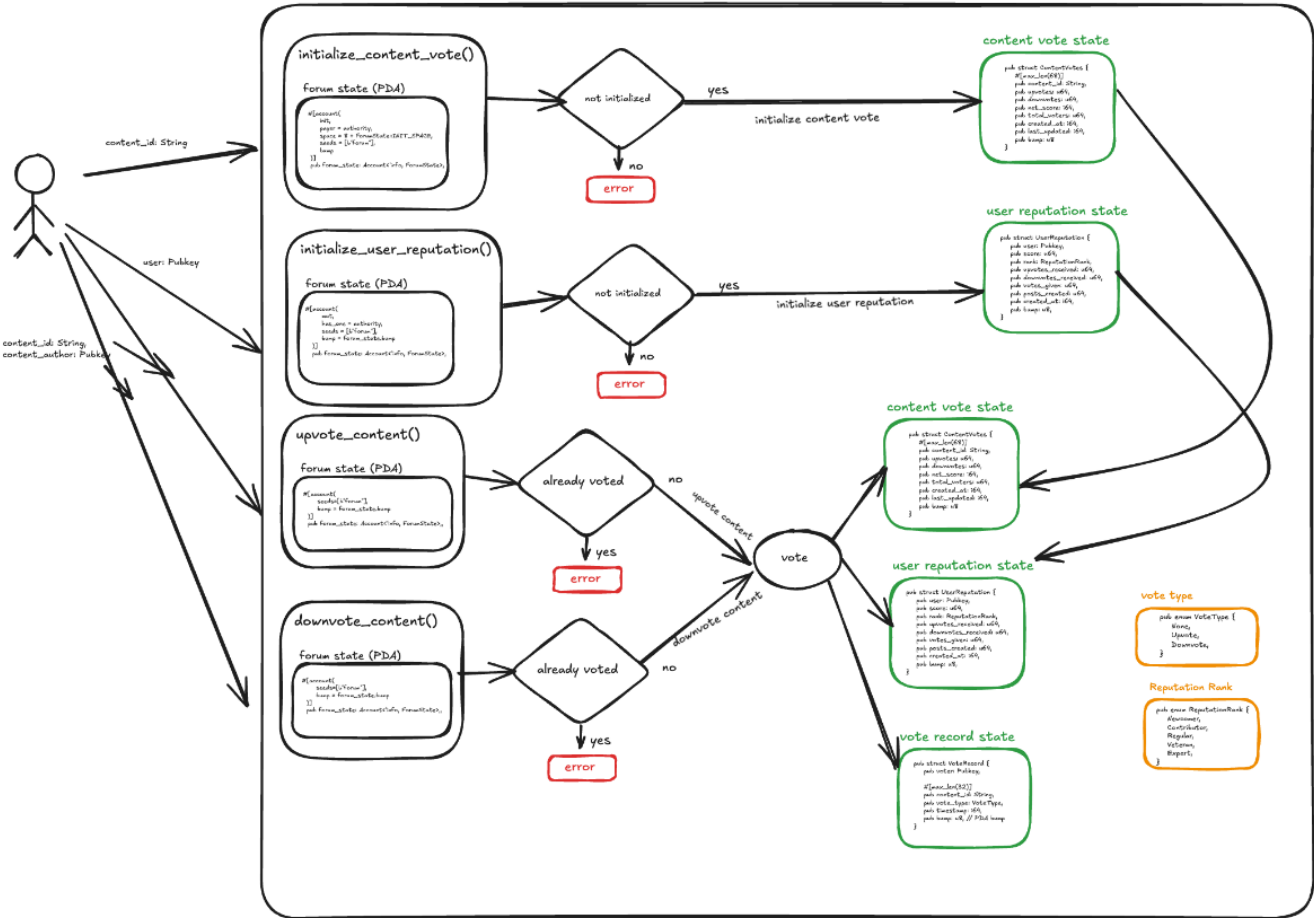 content_id: String
user: Pubkey
content_id: String,
content_author: Pubkey
initialize_content_vote()
forum state (PDA)
#[account(
init,
payer = authority,
space = 8 + ForumState::INIT_SPACE,
seeds = [b"forum"],
bump
)]
pub forum_state: Account<'info, ForumState>,
not initialized
yes
initialize content vote
no
error
content vote state
pub struct ContentVotes {
#[max_len(64)]
pub content_id: String,
pub upvotes: u64,
pub downvotes: u64,
pub net_score: i64,
pub total_voters: u64,
pub created_at: i64,
pub last_updated: i64,
pub bump: u8
}
initialize_user_reputation()
forum state (PDA)
#[account(
mut,
has_one = authority,
seeds = [b"forum"],
bump = forum_state.bump
)]
pub forum_state: Account<'info, ForumState>,
not initialized
yes
initialize user reputation
no
error
user reputation state
pub struct UserReputation {
pub user: Pubkey,
pub score: u64,
pub rank: ReputationRank,
pub upvotes_received: u64,
pub downvotes_received: u64,
pub votes_given: u64,
pub posts_created: u64,
pub created_at: i64,
pub bump: u8,
}
upvote_content()
forum state (PDA)
#[account(
seeds=[b"forum"],
bump = forum_state.bump
)]
pub forum_state: Account<'info, ForumState>,
already voted
no
upvote content
yes
error
downvote_content()
forum state (PDA)
#[account(
seeds=[b"forum"],
bump = forum_state.bump
)]
pub forum_state: Account<'info, ForumState>,
already voted
no
downvote content
yes
error
vote
content vote state
pub struct ContentVotes {
#[max_len(64)]
pub content_id: String,
pub upvotes: u64,
pub downvotes: u64,
pub net_score: i64,
pub total_voters: u64,
pub created_at: i64,
pub last_updated: i64,
pub bump: u8
}
user reputation state
pub struct UserReputation {
pub user: Pubkey,
pub score: u64,
pub rank: ReputationRank,
pub upvotes_received: u64,
pub downvotes_received: u64,
pub votes_given: u64,
pub posts_created: u64,
pub created_at: i64,
pub bump: u8,
}
vote record state
pub struct VoteRecord {
pub voter: Pubkey,
#[max_len(32)]
pub content_id: String,
pub vote_type: VoteType,
pub timestamp: i64,
pub bump: u8, // PDA bump
}
vote type
pub enum VoteType {
None,
Upvote,
Downvote,
}
Reputation Rank
pub enum ReputationRank {
Newcomer,
Contributor,
Regular,
Veteran,
Expert,
}